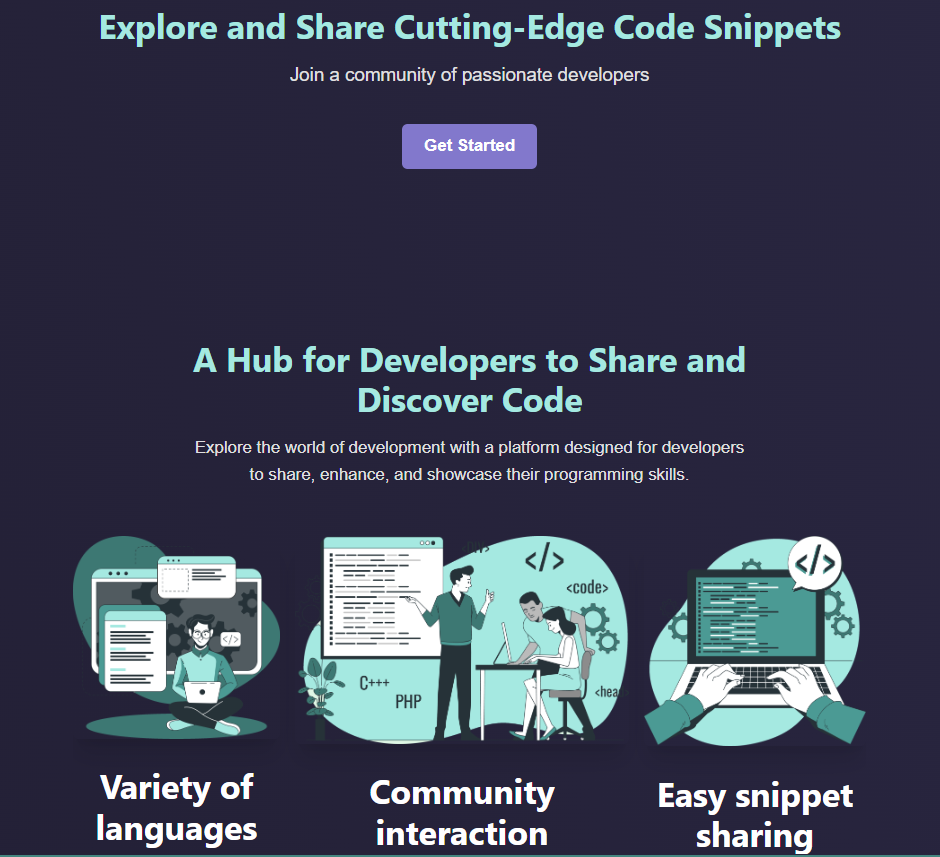 Explore and Share Cutting-Edge Code Snippets
Join a community of passionate developers
Get Started
A Hub for Developers to Share and
Discover Code
Explore the world of development with a platform designed for developers
to share, enhance, and showcase their programming skills.
</>
</>
<code>
C+++
PHP
<hea
</>
Variety of
languages
Community
interaction
Easy snippet
sharing